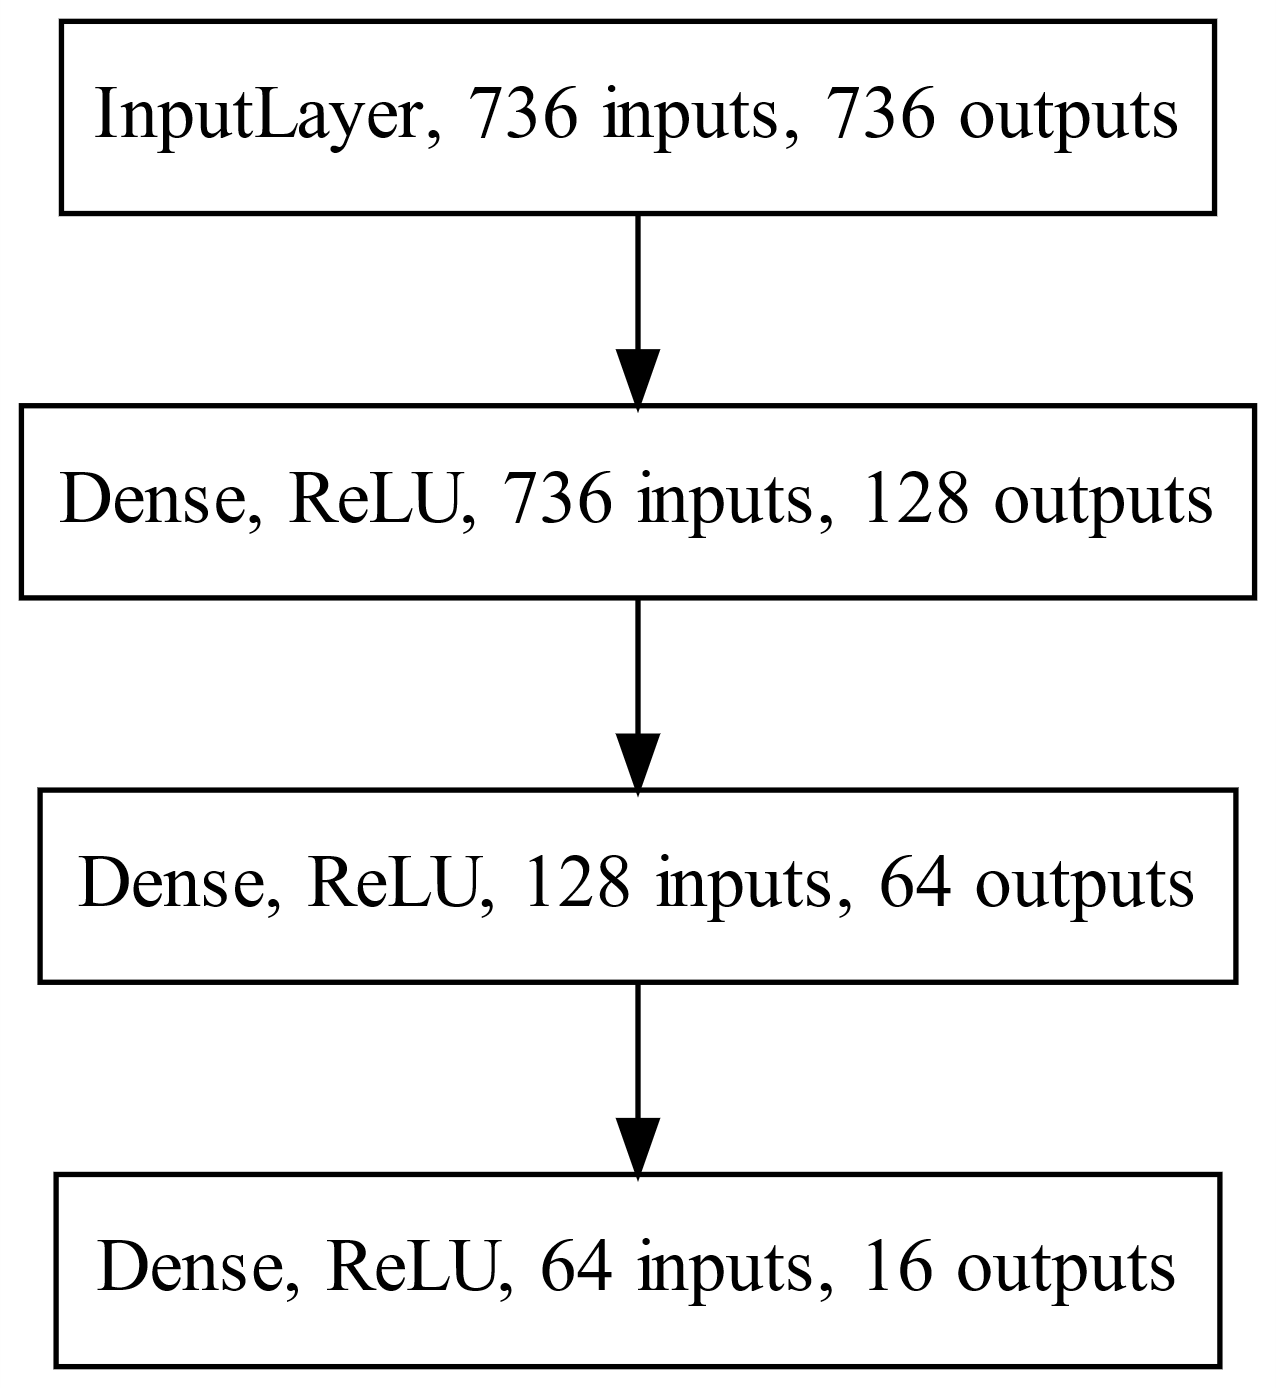 InputLayer, 736 inputs, 736 outputs
Dense, ReLU, 736 inputs, 128 outputs
Dense, ReLU, 128 inputs, 64 outputs
Dense, ReLU, 64 inputs, 16 outputs